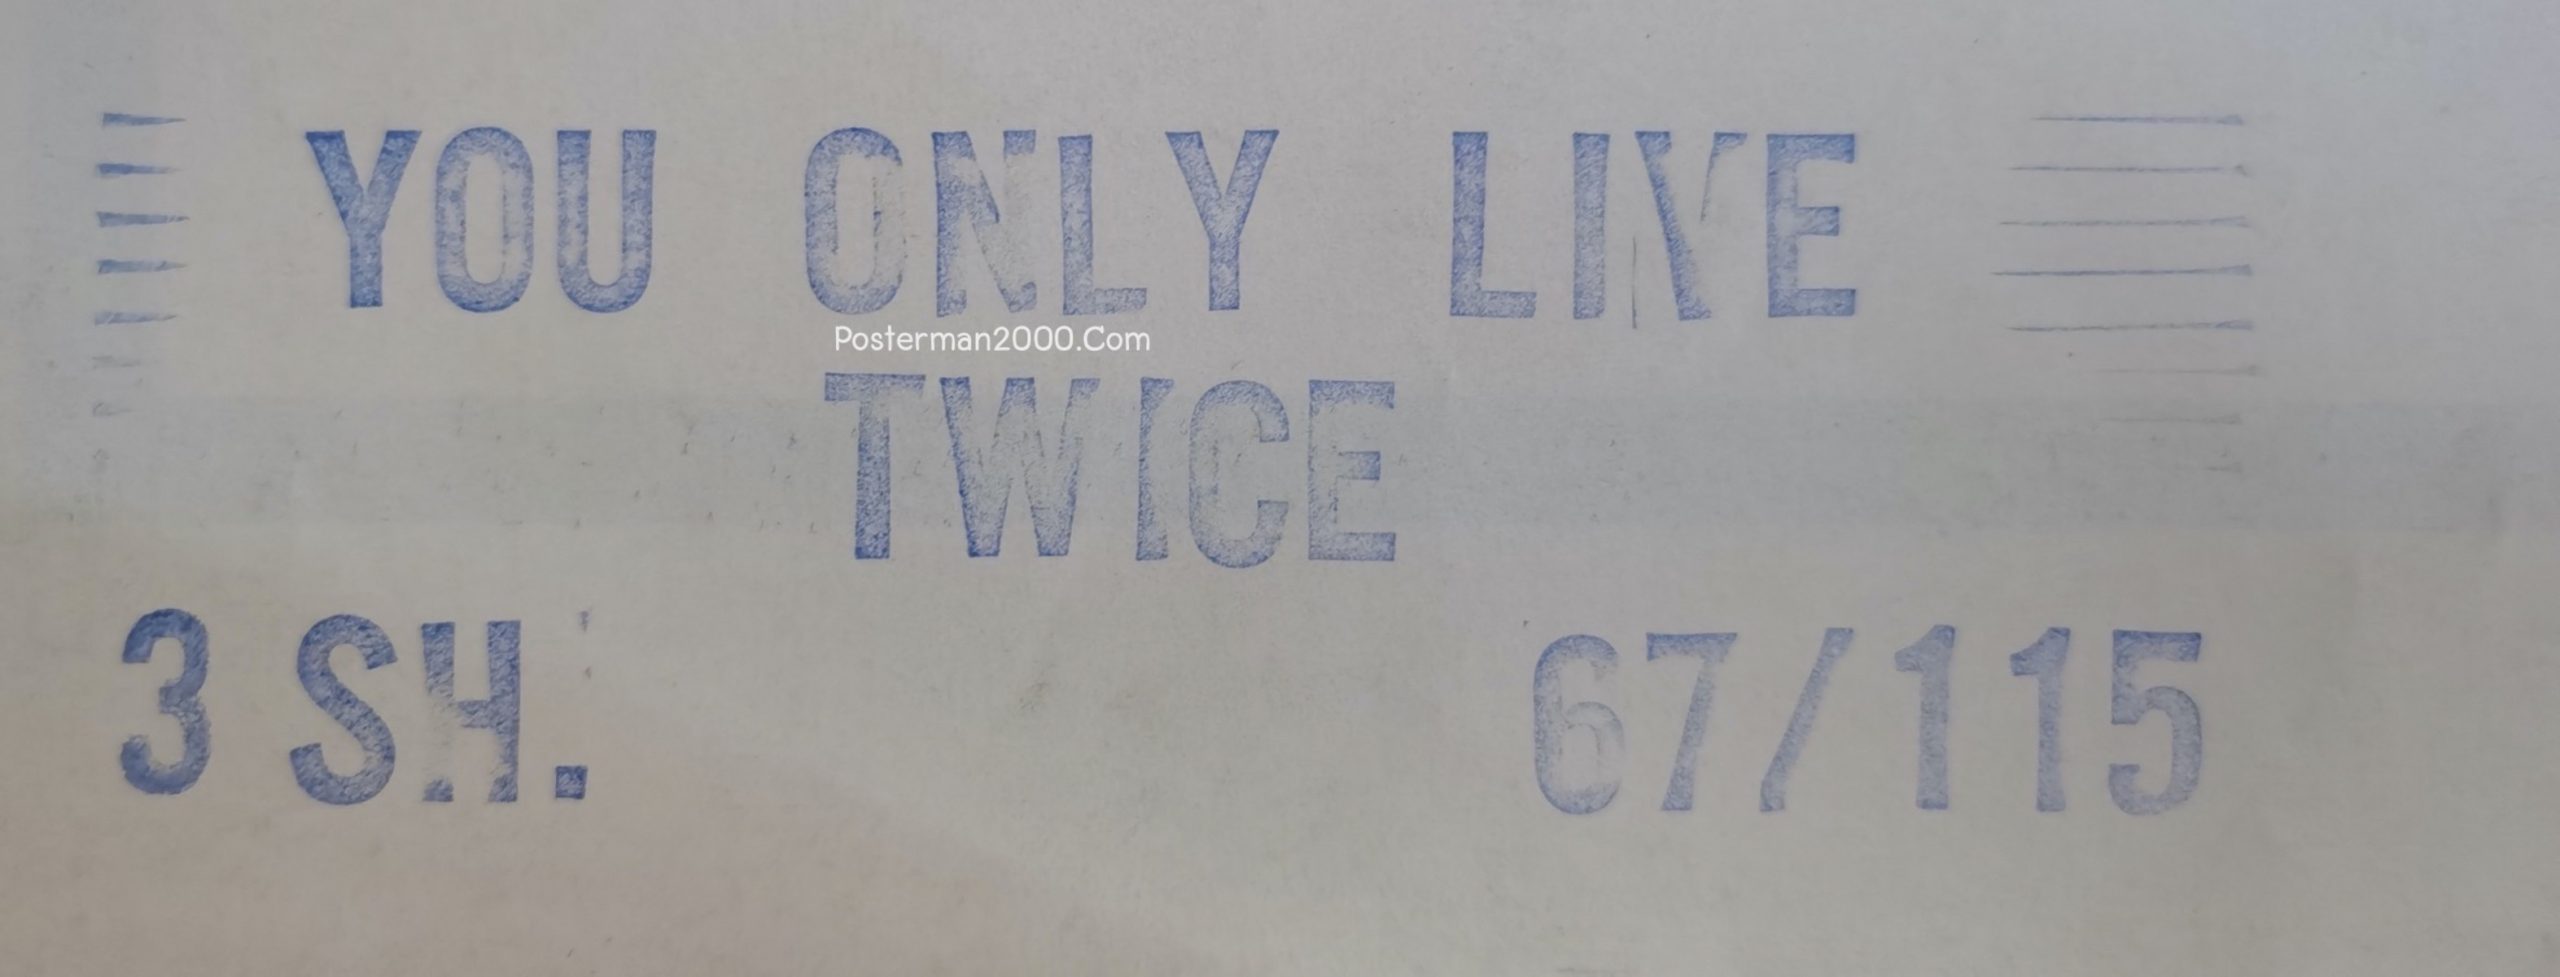 YOU ONLY LIVE
Posterman2000.Com
TWICE
3 SH. 67/115